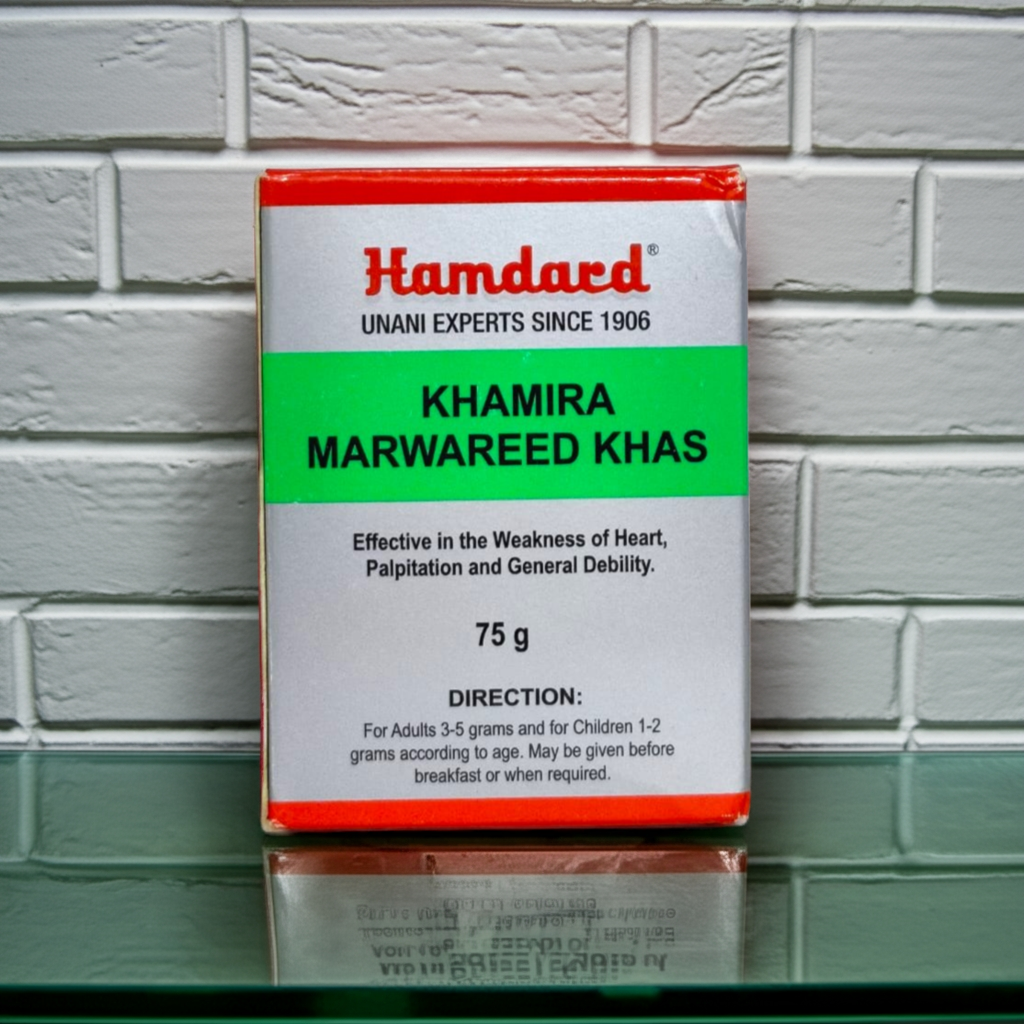 Hamdard®
UNANI EXPERTS SINCE 1906
KHAMIRA
MARWAREED KHAS
Effective in the Weakness of Heart,
Palpitation and General Debility.
75 g
DIRECTION:
For Adults 3-5 grams and for Children 1-2
grams according to age. May be given before
breakfast or when required.